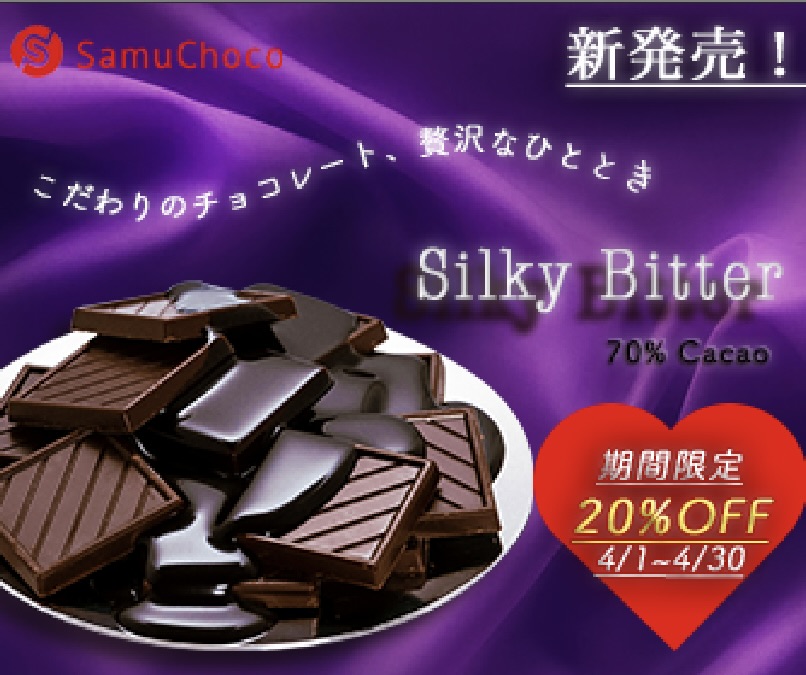 SamuChoco
新発売！
こだわりのチョコレート、贅沢なひととき
Silky Bitter
70% Cacao
期間限定
20%OFF
4/1~4/30